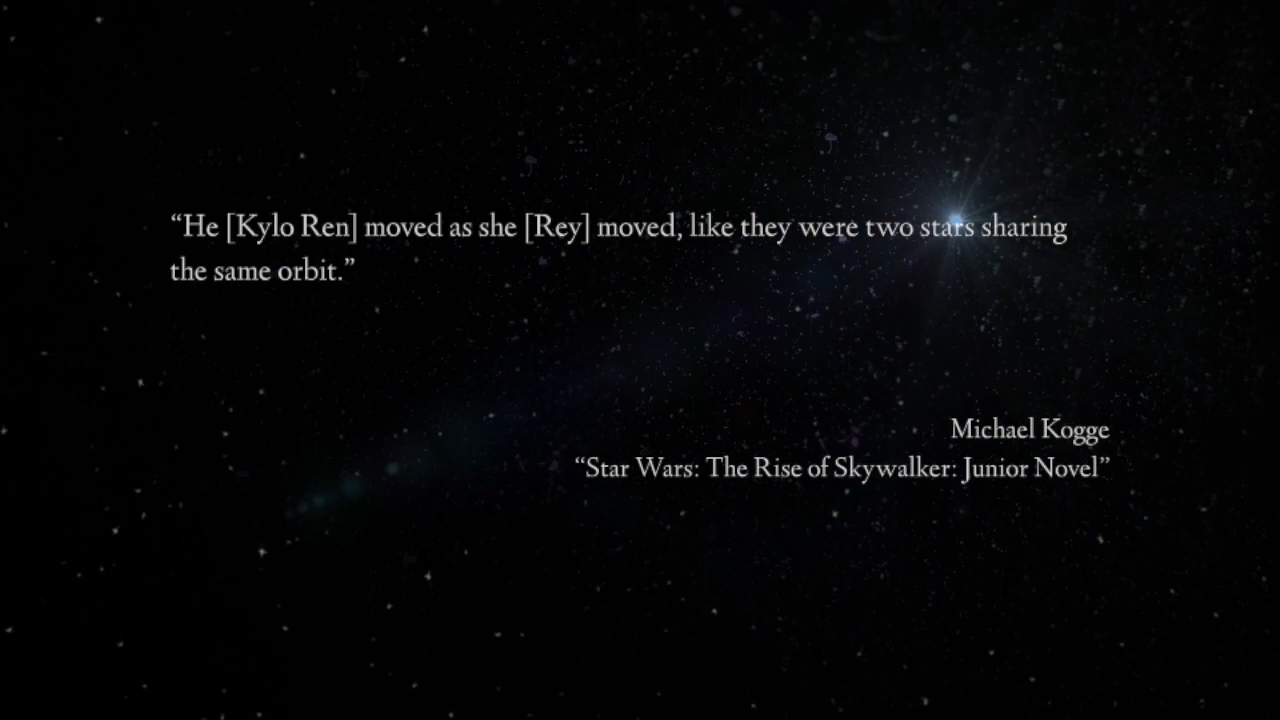 “He [Kylo Ren] moved as she [Rey] moved, like they were two stars sharing
the same orbit.”
Michael Kogge
“Star Wars: The Rise of Skywalker: Junior Novel”